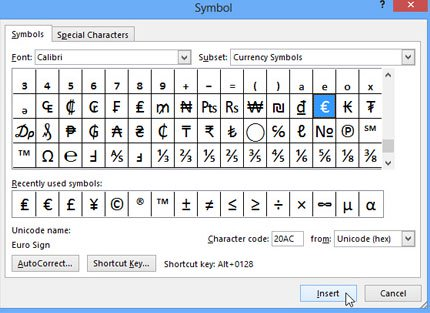 Symbol
? ×
Symbols Special Characters
Font: Calibri Subset: Currency Symbols
3 4 5 6 7 8 9 + − = ( ) a e o x
ₔ ₠ ₡ ₢ ₣ ₤ ₥ ₦ ₧ ₨ ₩ ₪ ₫ € ₭ ₮
₯ ₰ ₱ ₲ ₳ ₴ ₵ ₸ ₹ ₺ ◯ ℅ ℓ № ℗ ℠
™ Ω ℮ Ⅎ ⅍ ⅎ ⅓ ⅔ ⅕ ⅖ ⅗ ⅘ ⅙ ⅚ ⅛ ⅜
Recently used symbols:
£ € £ ¥ © ® ™ ± ≠ ≤ ≥ ÷ × ∞ µ α
Unicode name:
Euro Sign
Character code: 20AC from: Unicode (hex)
AutoCorrect... Shortcut Key... Shortcut key: Alt+0128
Insert Cancel